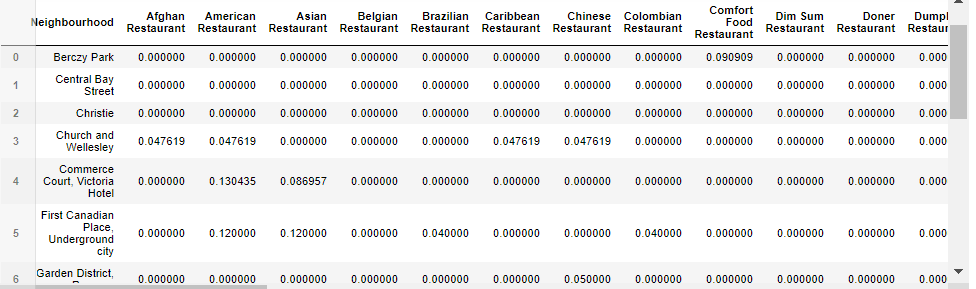 Neighbourhood Afghan Restaurant American Restaurant Asian Restaurant Belgian Restaurant Brazilian Restaurant Caribbean Restaurant Chinese Restaurant Colombian Restaurant Comfort Food Restaurant Dim Sum Restaurant Doner Restaurant
0 Berczy Park 0.000000 0.000000 0.000000 0.000000 0.000000 0.000000 0.000000 0.000000 0.090909 0.000000 0.000000 0.000
1 Central Bay Street 0.000000 0.000000 0.000000 0.000000 0.000000 0.000000 0.000000 0.000000 0.000000 0.000000 0.000000 0.000
2 Christie 0.000000 0.000000 0.000000 0.000000 0.000000 0.000000 0.000000 0.000000 0.000000 0.000000 0.000000 0.000
3 Church and Wellesley 0.047619 0.047619 0.000000 0.000000 0.000000 0.047619 0.047619 0.000000 0.000000 0.000000 0.000000 0.000
4 Commerce Court, Victoria Hotel 0.000000 0.130435 0.086957 0.000000 0.000000 0.000000 0.000000 0.000000 0.000000 0.000000 0.000000 0.000
5 First Canadian Place, Underground city 0.000000 0.120000 0.120000 0.000000 0.040000 0.000000 0.000000 0.040000 0.000000 0.000000 0.000000 0.000
6 Garden District, 0.000000 0.000000 0.000000 0.000000 0.000000 0.000000 0.050000 0.000000 0.000000 0.000000 0.000000 0.000